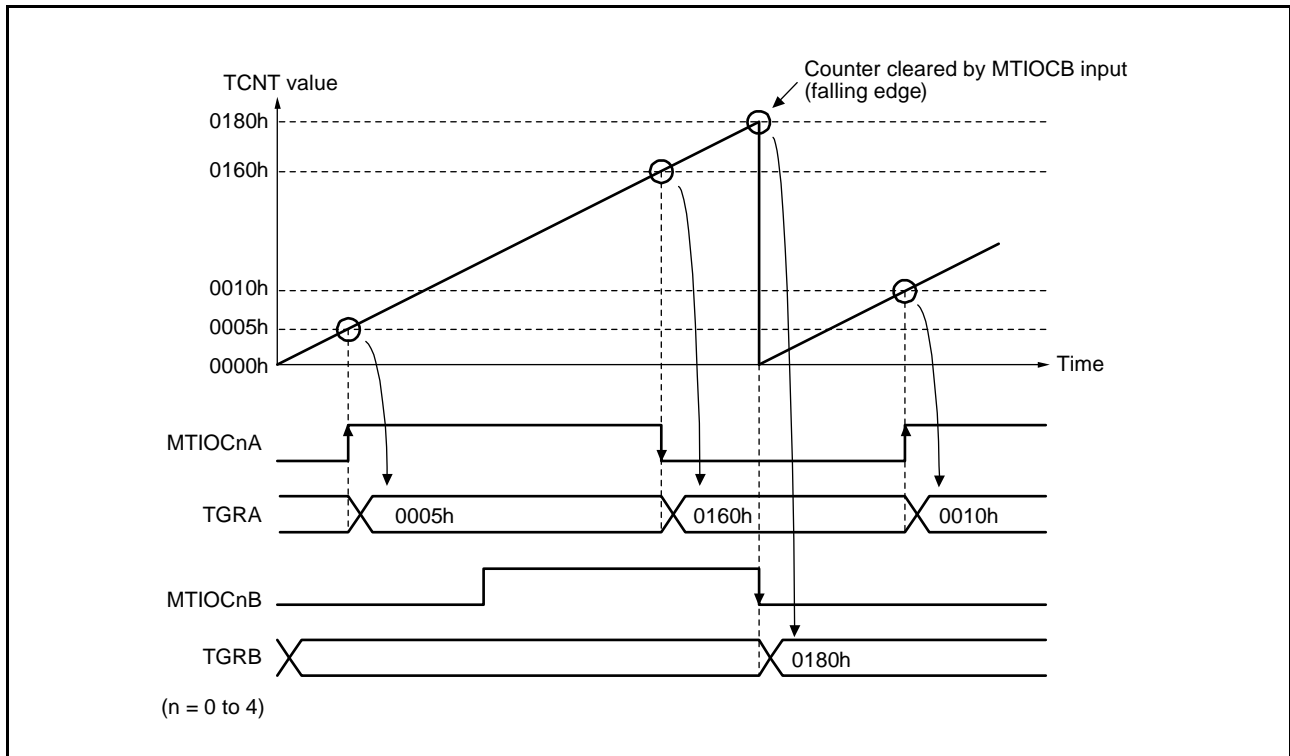 Counter cleared by MTIOCB input
(falling edge)
TCNT value
0180h
0160h
0010h
0005h
0000h
Time
MTIOCnA
TGRA
0005h
0160h
0010h
MTIOCnB
TGRB
0180h
(n = 0 to 4)